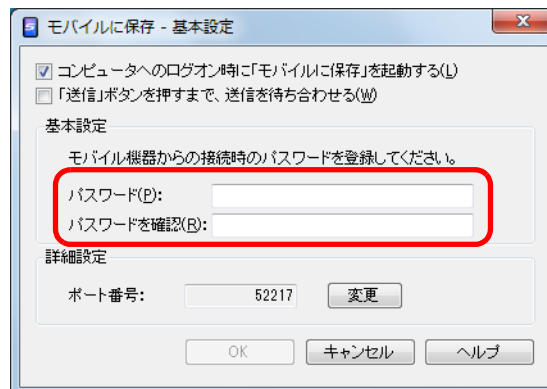 モバイルに保存 - 基本設定
コンピュータへのログオン時に「モバイルに保存」を起動する(L)
「送信」ボタンを押すまで、送信を待ち合わせる(W)
基本設定
モバイル機器からの接続時のパスワードを登録してください。
パスワード(P):
パスワードを確認(R):
詳細設定
ポート番号: 52217 変更
OK キャンセル ヘルプ